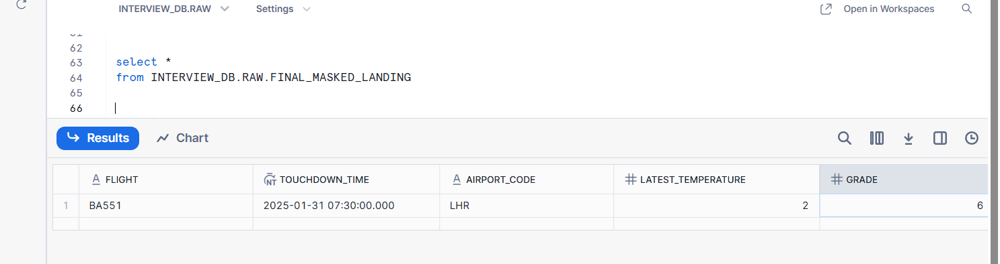 INTERVIEW_DB.RAW Settings Open in Workspaces
62
63 select *
64 from INTERVIEW_DB.RAW.FINAL_MASKED_LANDING
65
66
Results Chart
A FLIGHT NT TOUCHDOWN_TIME A AIRPORT_CODE # LATEST_TEMPERATURE # GRADE
1 BA551 2025-01-31 07:30:00.000 LHR 2 6